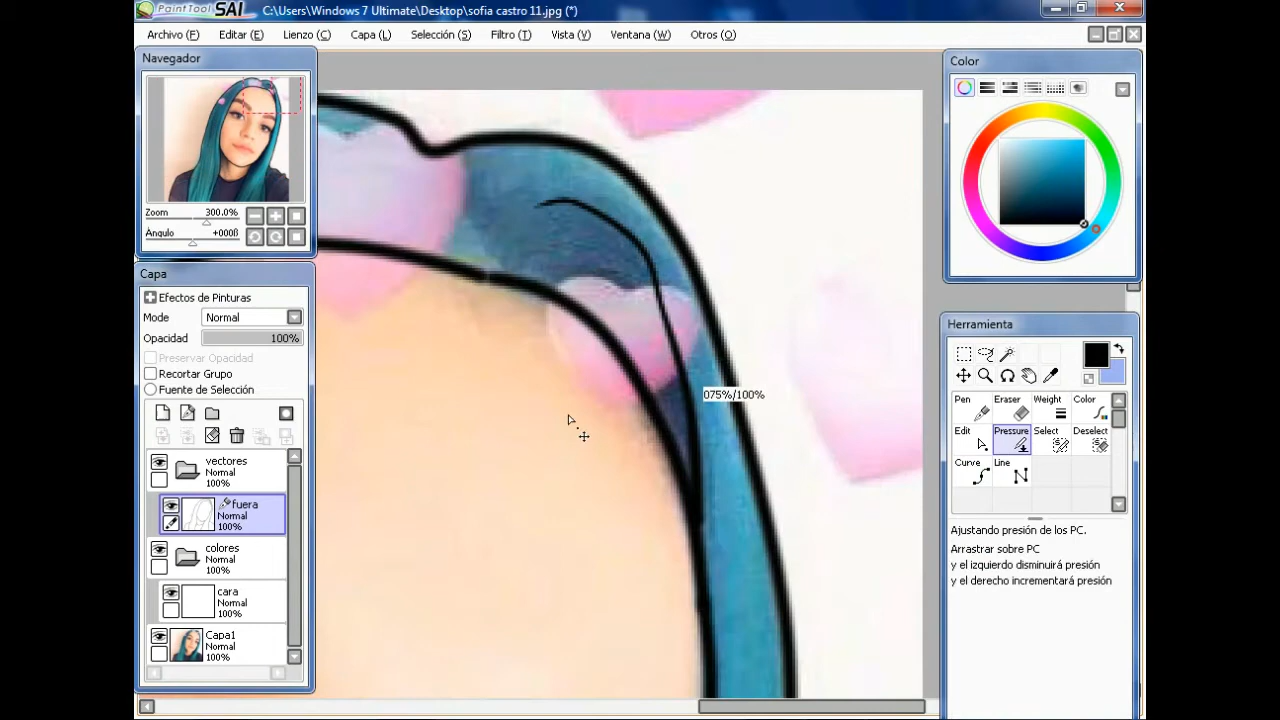 PaintTool SAI C:\Users\Windows 7 Ultimate\Desktop\sofia castro 11.jpg (*)
Archivo (F) Editar (E) Lienzo (C) Capa (L) Selección (S) Filtro (T) Vista (V) Ventana (W) Otros (O)
Navegador
Zoom 300.0%
Àngulo +000ß
Capa
Efectos de Pinturas
Mode Normal
Opacidad 100%
Preservar Opacidad
Recortar Grupo
Fuente de Selección
vectores
Normal
100%
fuera
Normal
100%
colores
Normal
100%
cara
Normal
100%
Capa1
Normal
100%
075%/100%
Color
Herramienta
Pen Eraser Weight Color
Edit Pressure Select Deselect
Curve Line
Ajustando presión de los PC.
Arrastrar sobre PC
y el izquierdo disminuirá presión
y el derecho incrementará presión